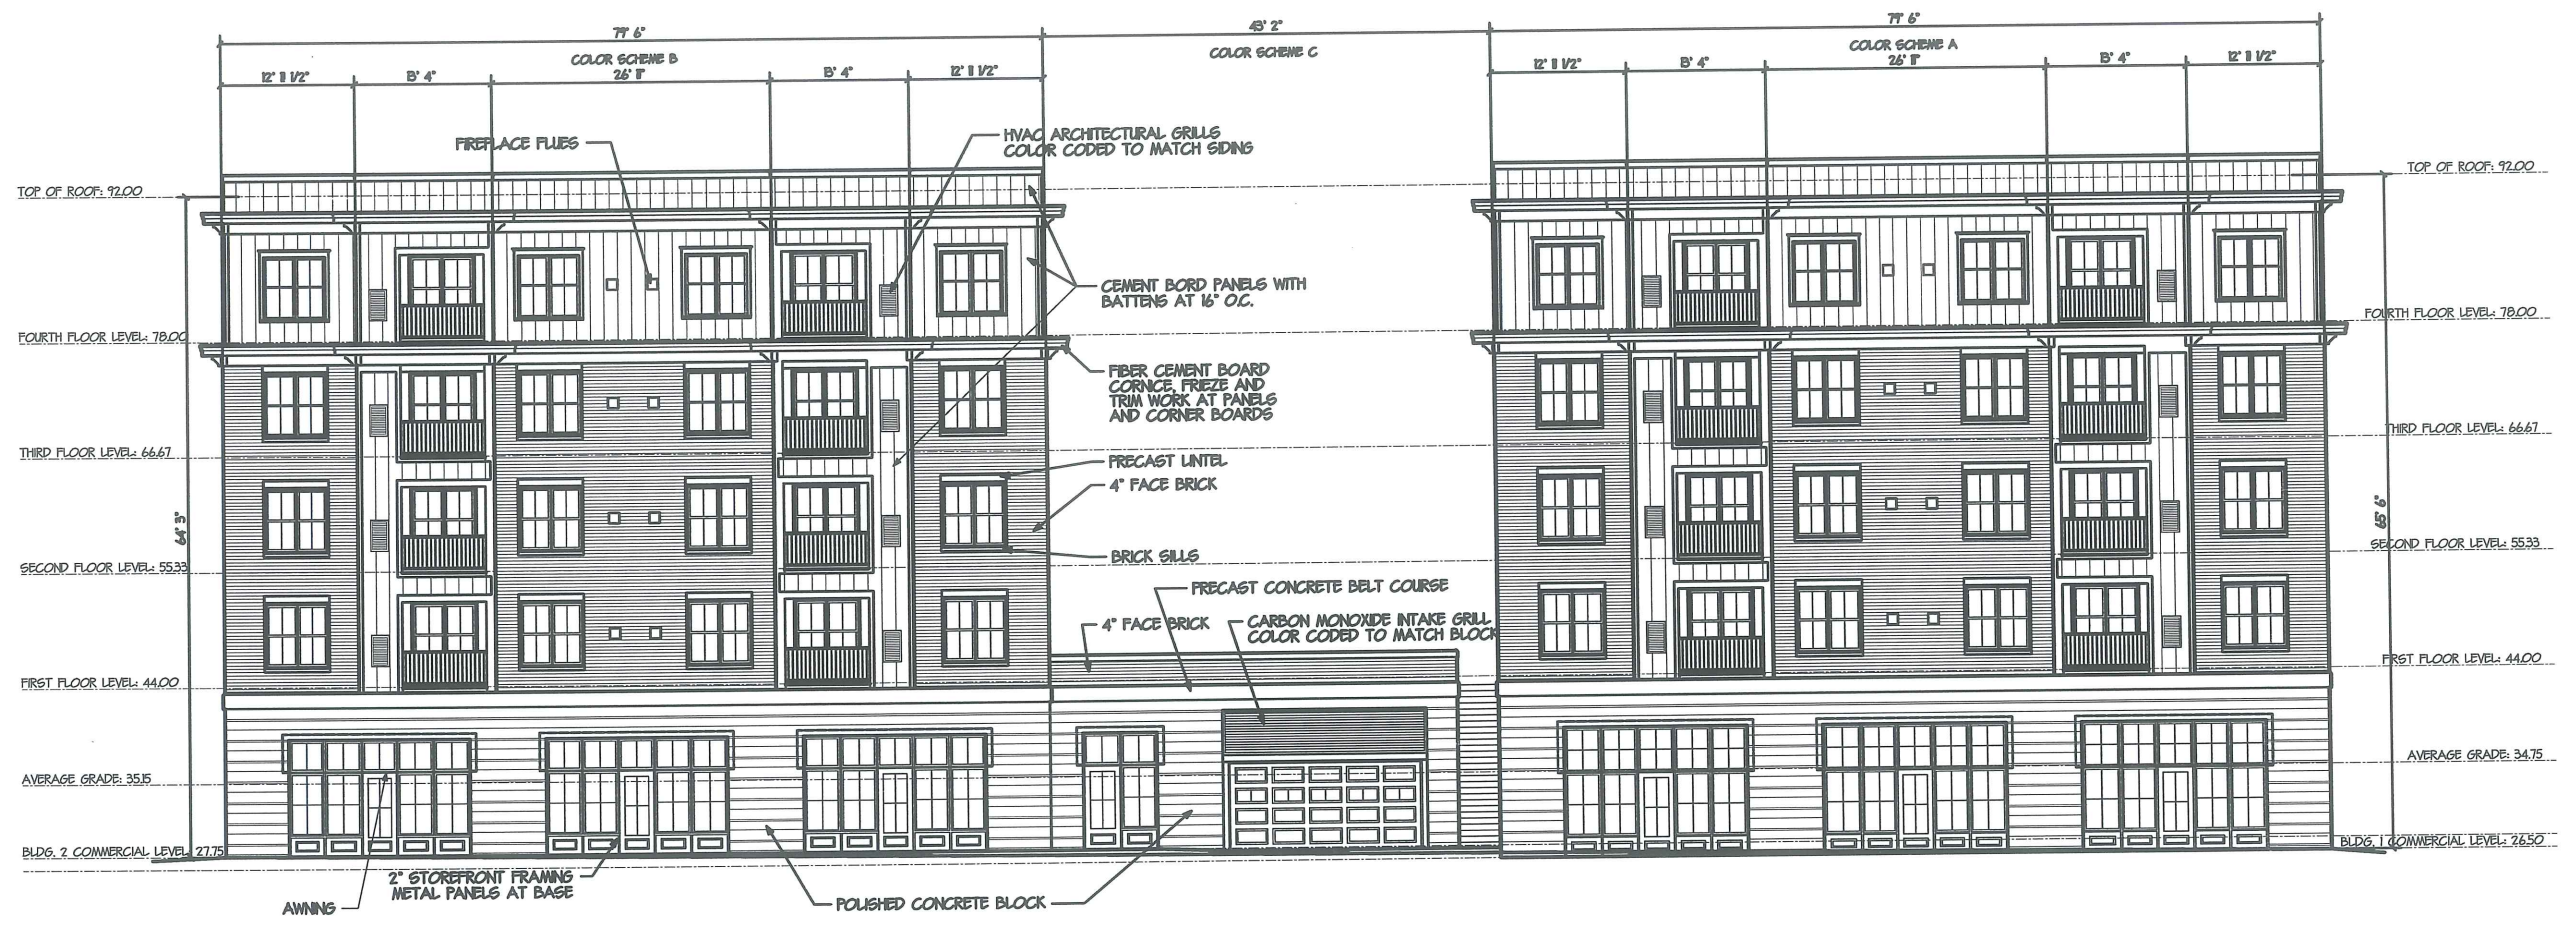 79' 6"
43' 2"
79' 6"
COLOR SCHEME B
COLOR SCHEME C
COLOR SCHEME A
12' 11 1/2"
13' 4"
26' 11"
13' 4"
12' 11 1/2"
12' 11 1/2"
13' 4"
26' 11"
13' 4"
12' 11 1/2"
FIREPLACE FLUES
HVAC ARCHITECTURAL GRILLS
COLOR CODED TO MATCH SIDING
TOP OF ROOF: 92.00
TOP OF ROOF: 92.00
CEMENT BORD PANELS WITH
BATTENS AT 16" O.C.
FOURTH FLOOR LEVEL: 78.00
FOURTH FLOOR LEVEL: 78.00
FIBER CEMENT BOARD
CORNICE, FRIEZE AND
TRIM WORK AT PANELS
AND CORNER BOARDS
THIRD FLOOR LEVEL: 66.67
THIRD FLOOR LEVEL: 66.67
PRECAST LINTEL
4" FACE BRICK
64' 3"
65' 6"
BRICK SILLS
SECOND FLOOR LEVEL: 55.33
SECOND FLOOR LEVEL: 55.33
PRECAST CONCRETE BELT COURSE
4" FACE BRICK
CARBON MONOXIDE INTAKE GRILL
COLOR CODED TO MATCH BLOCK
FIRST FLOOR LEVEL: 44.00
FIRST FLOOR LEVEL: 44.00
AVERAGE GRADE: 35.15
AVERAGE GRADE: 34.75
BLDG. 2 COMMERCIAL LEVEL: 27.75
BLDG. 1 COMMERCIAL LEVEL: 26.50
2" STOREFRONT FRAMING
METAL PANELS AT BASE
AWNING
POLISHED CONCRETE BLOCK